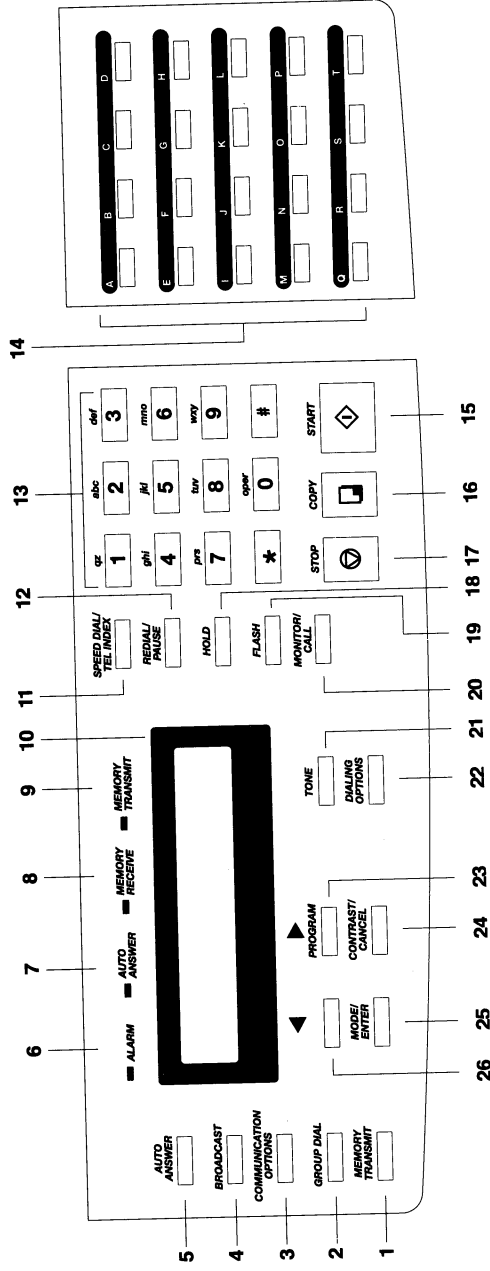 6 7 8 9 10 11 12 13 14
ALARM
AUTO
ANSWER
MEMORY
RECEIVE
MEMORY
TRANSMIT
5
AUTO
ANSWER
4
BROADCAST
3
COMMUNICATION
OPTIONS
2
GROUP DIAL
1
MEMORY
TRANSMIT
PROGRAM
MODE/
ENTER
CONTRAST/
CANCEL
TONE
DIALING
OPTIONS
SPEED DIAL/
TEL INDEX
REDIAL/
PAUSE
HOLD
FLASH
MONITOR/
CALL
qz abc def
1 2 3
ghi jkl mno
4 5 6
prs tuv wxy
7 8 9
oper
* 0 #
STOP COPY START
A B C D
E F G H
I J K L
M N O P
Q R S T
26 25 24 23 22 21 20 19 18 17 16 15